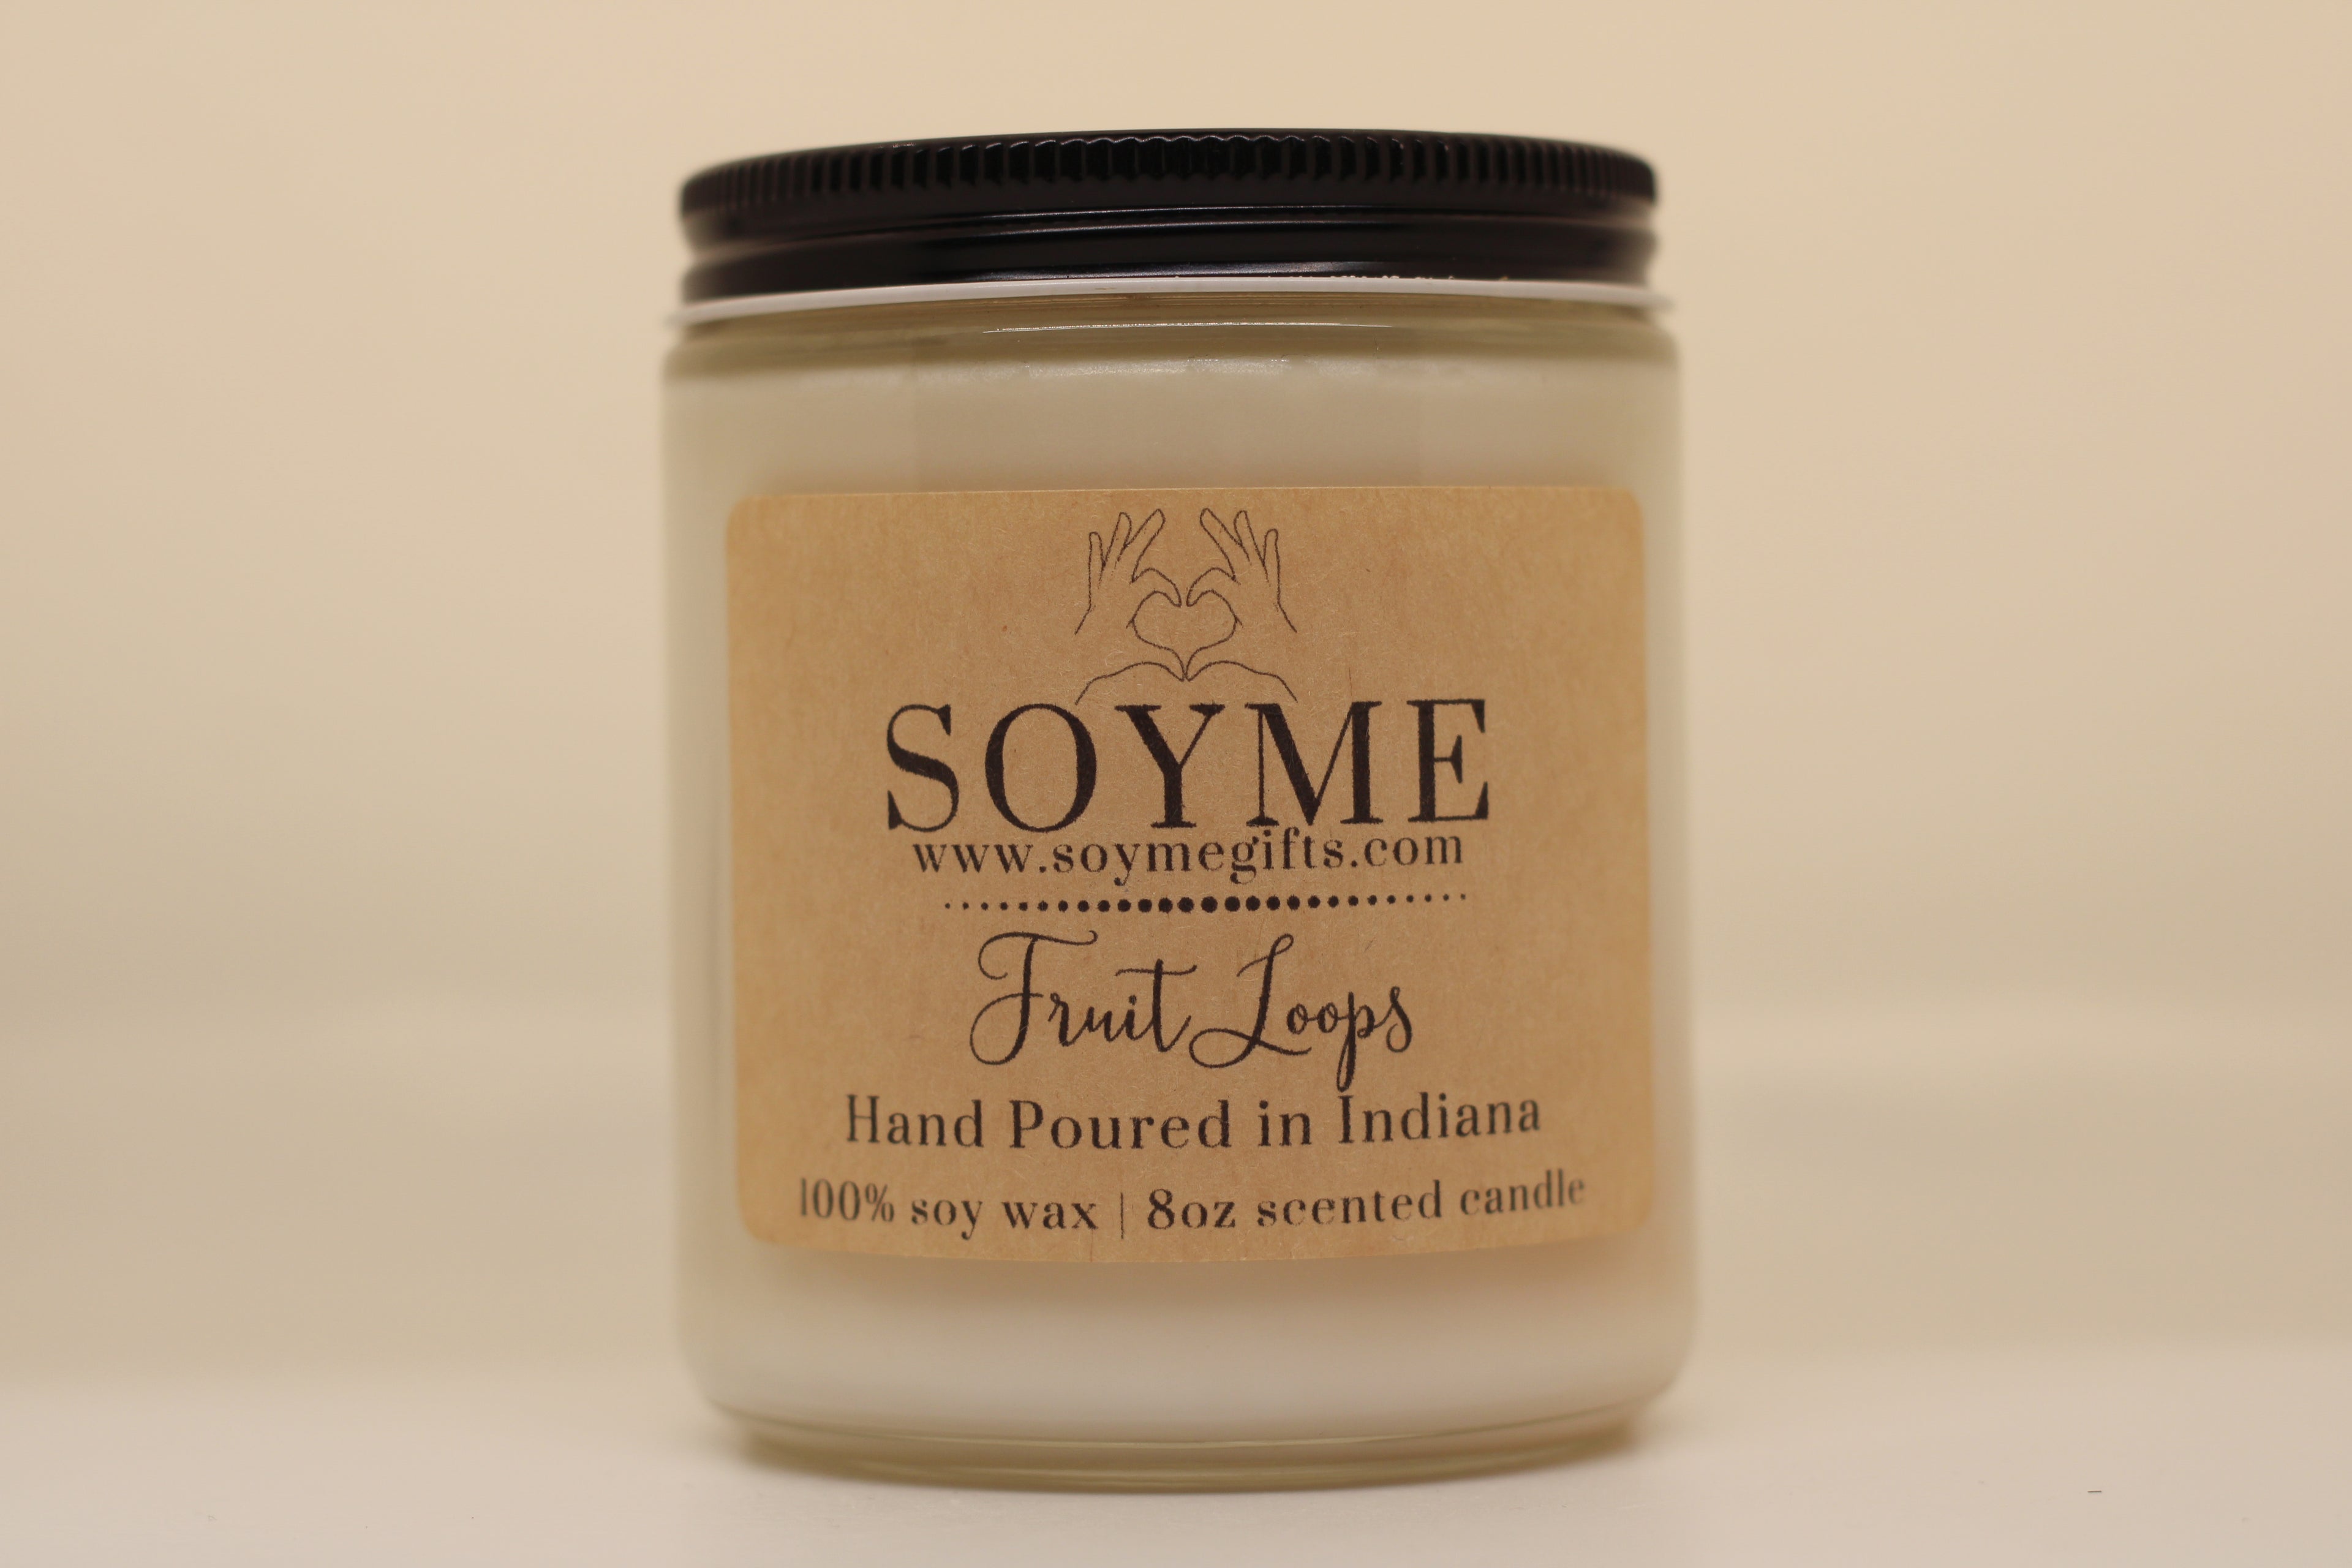 SOYME
www.soymegifts.com
Fruit Loops
Hand Poured in Indiana
100% soy wax | 8oz scented candle